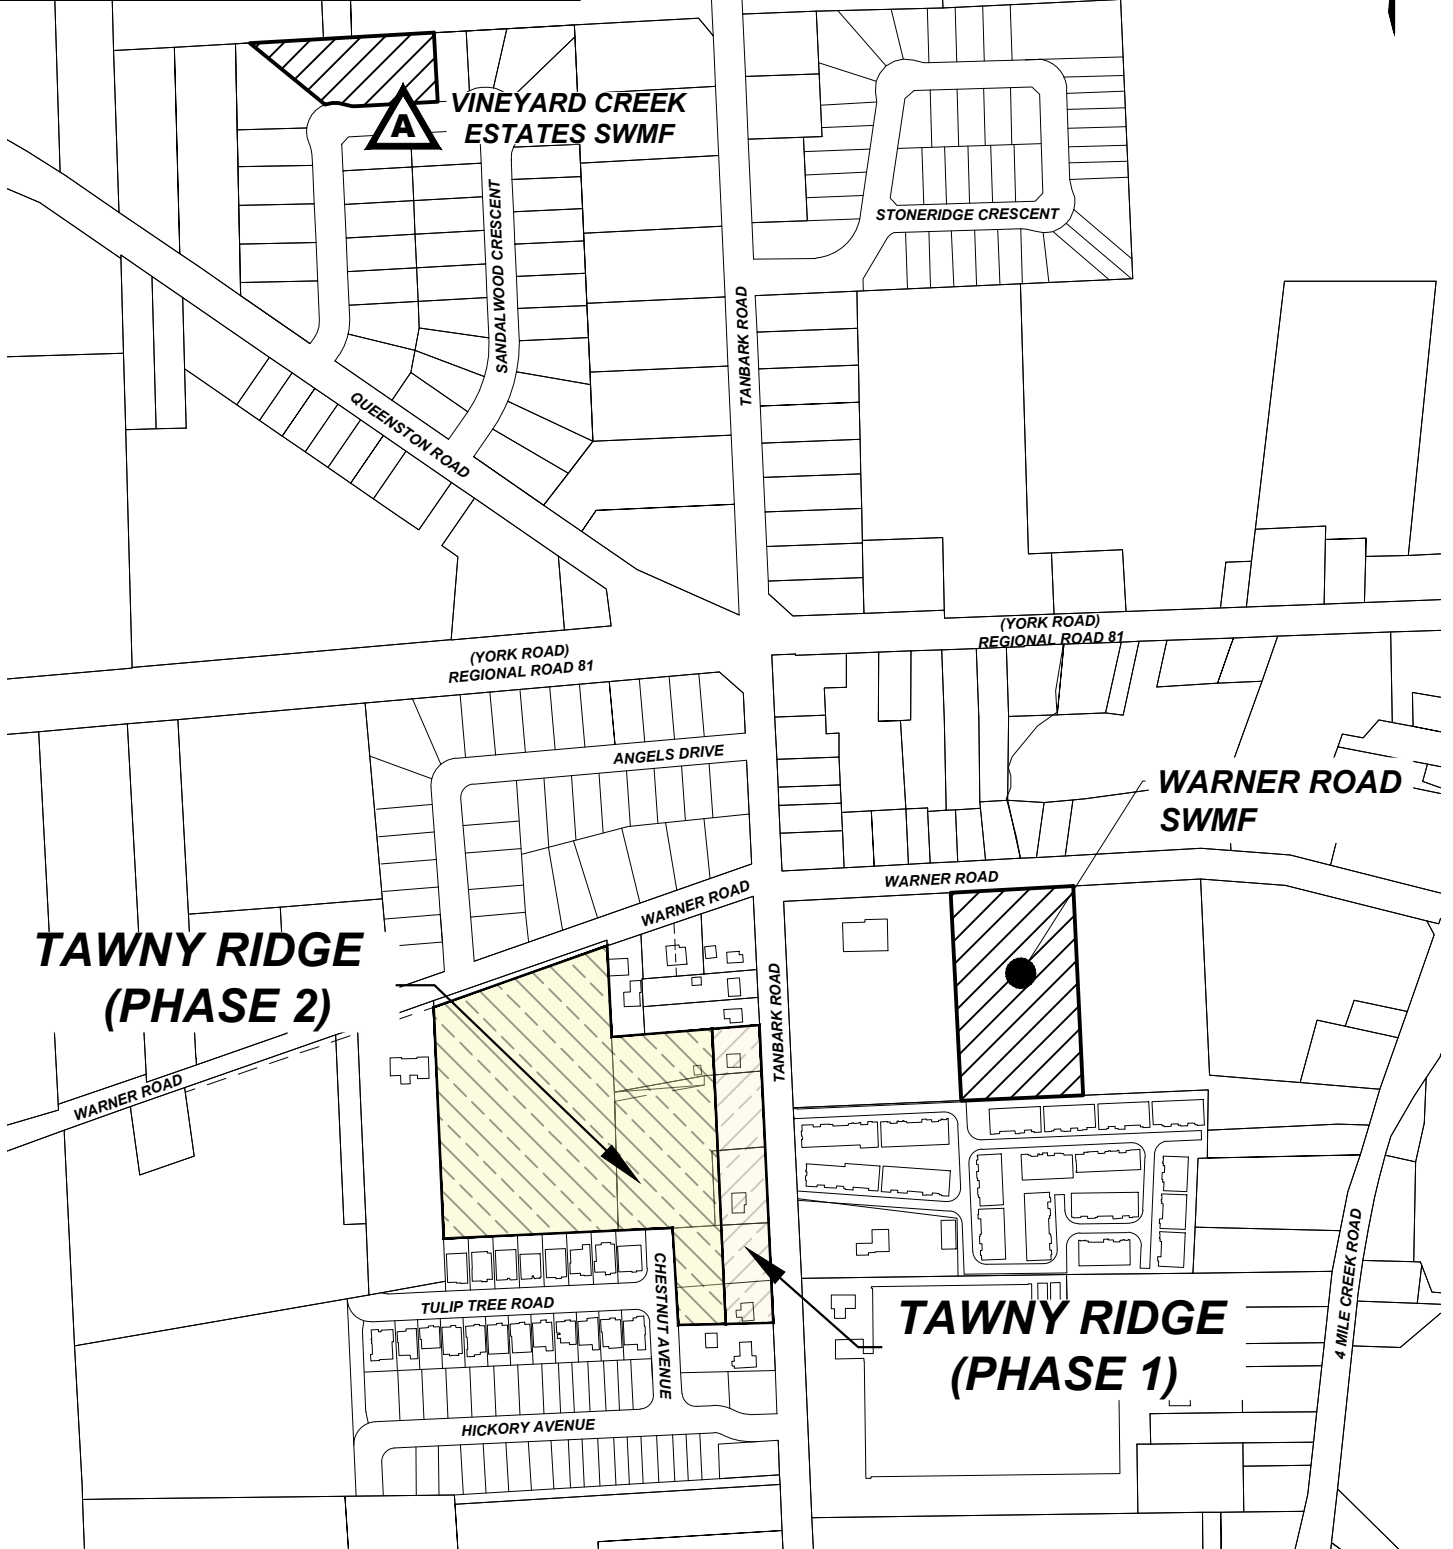 A
VINEYARD CREEK
ESTATES SWMF
SANDALWOOD CRESCENT
STONERIDGE CRESCENT
TANBARK ROAD
QUEENSTON ROAD
(YORK ROAD)
REGIONAL ROAD 81
(YORK ROAD)
REGIONAL ROAD 81
ANGELS DRIVE
WARNER ROAD
SWMF
WARNER ROAD
WARNER ROAD
TAWNY RIDGE
(PHASE 2)
TANBARK ROAD
WARNER ROAD
4 MILE CREEK ROAD
CHESTNUT AVENUE
TULIP TREE ROAD
TAWNY RIDGE
(PHASE 1)
HICKORY AVENUE